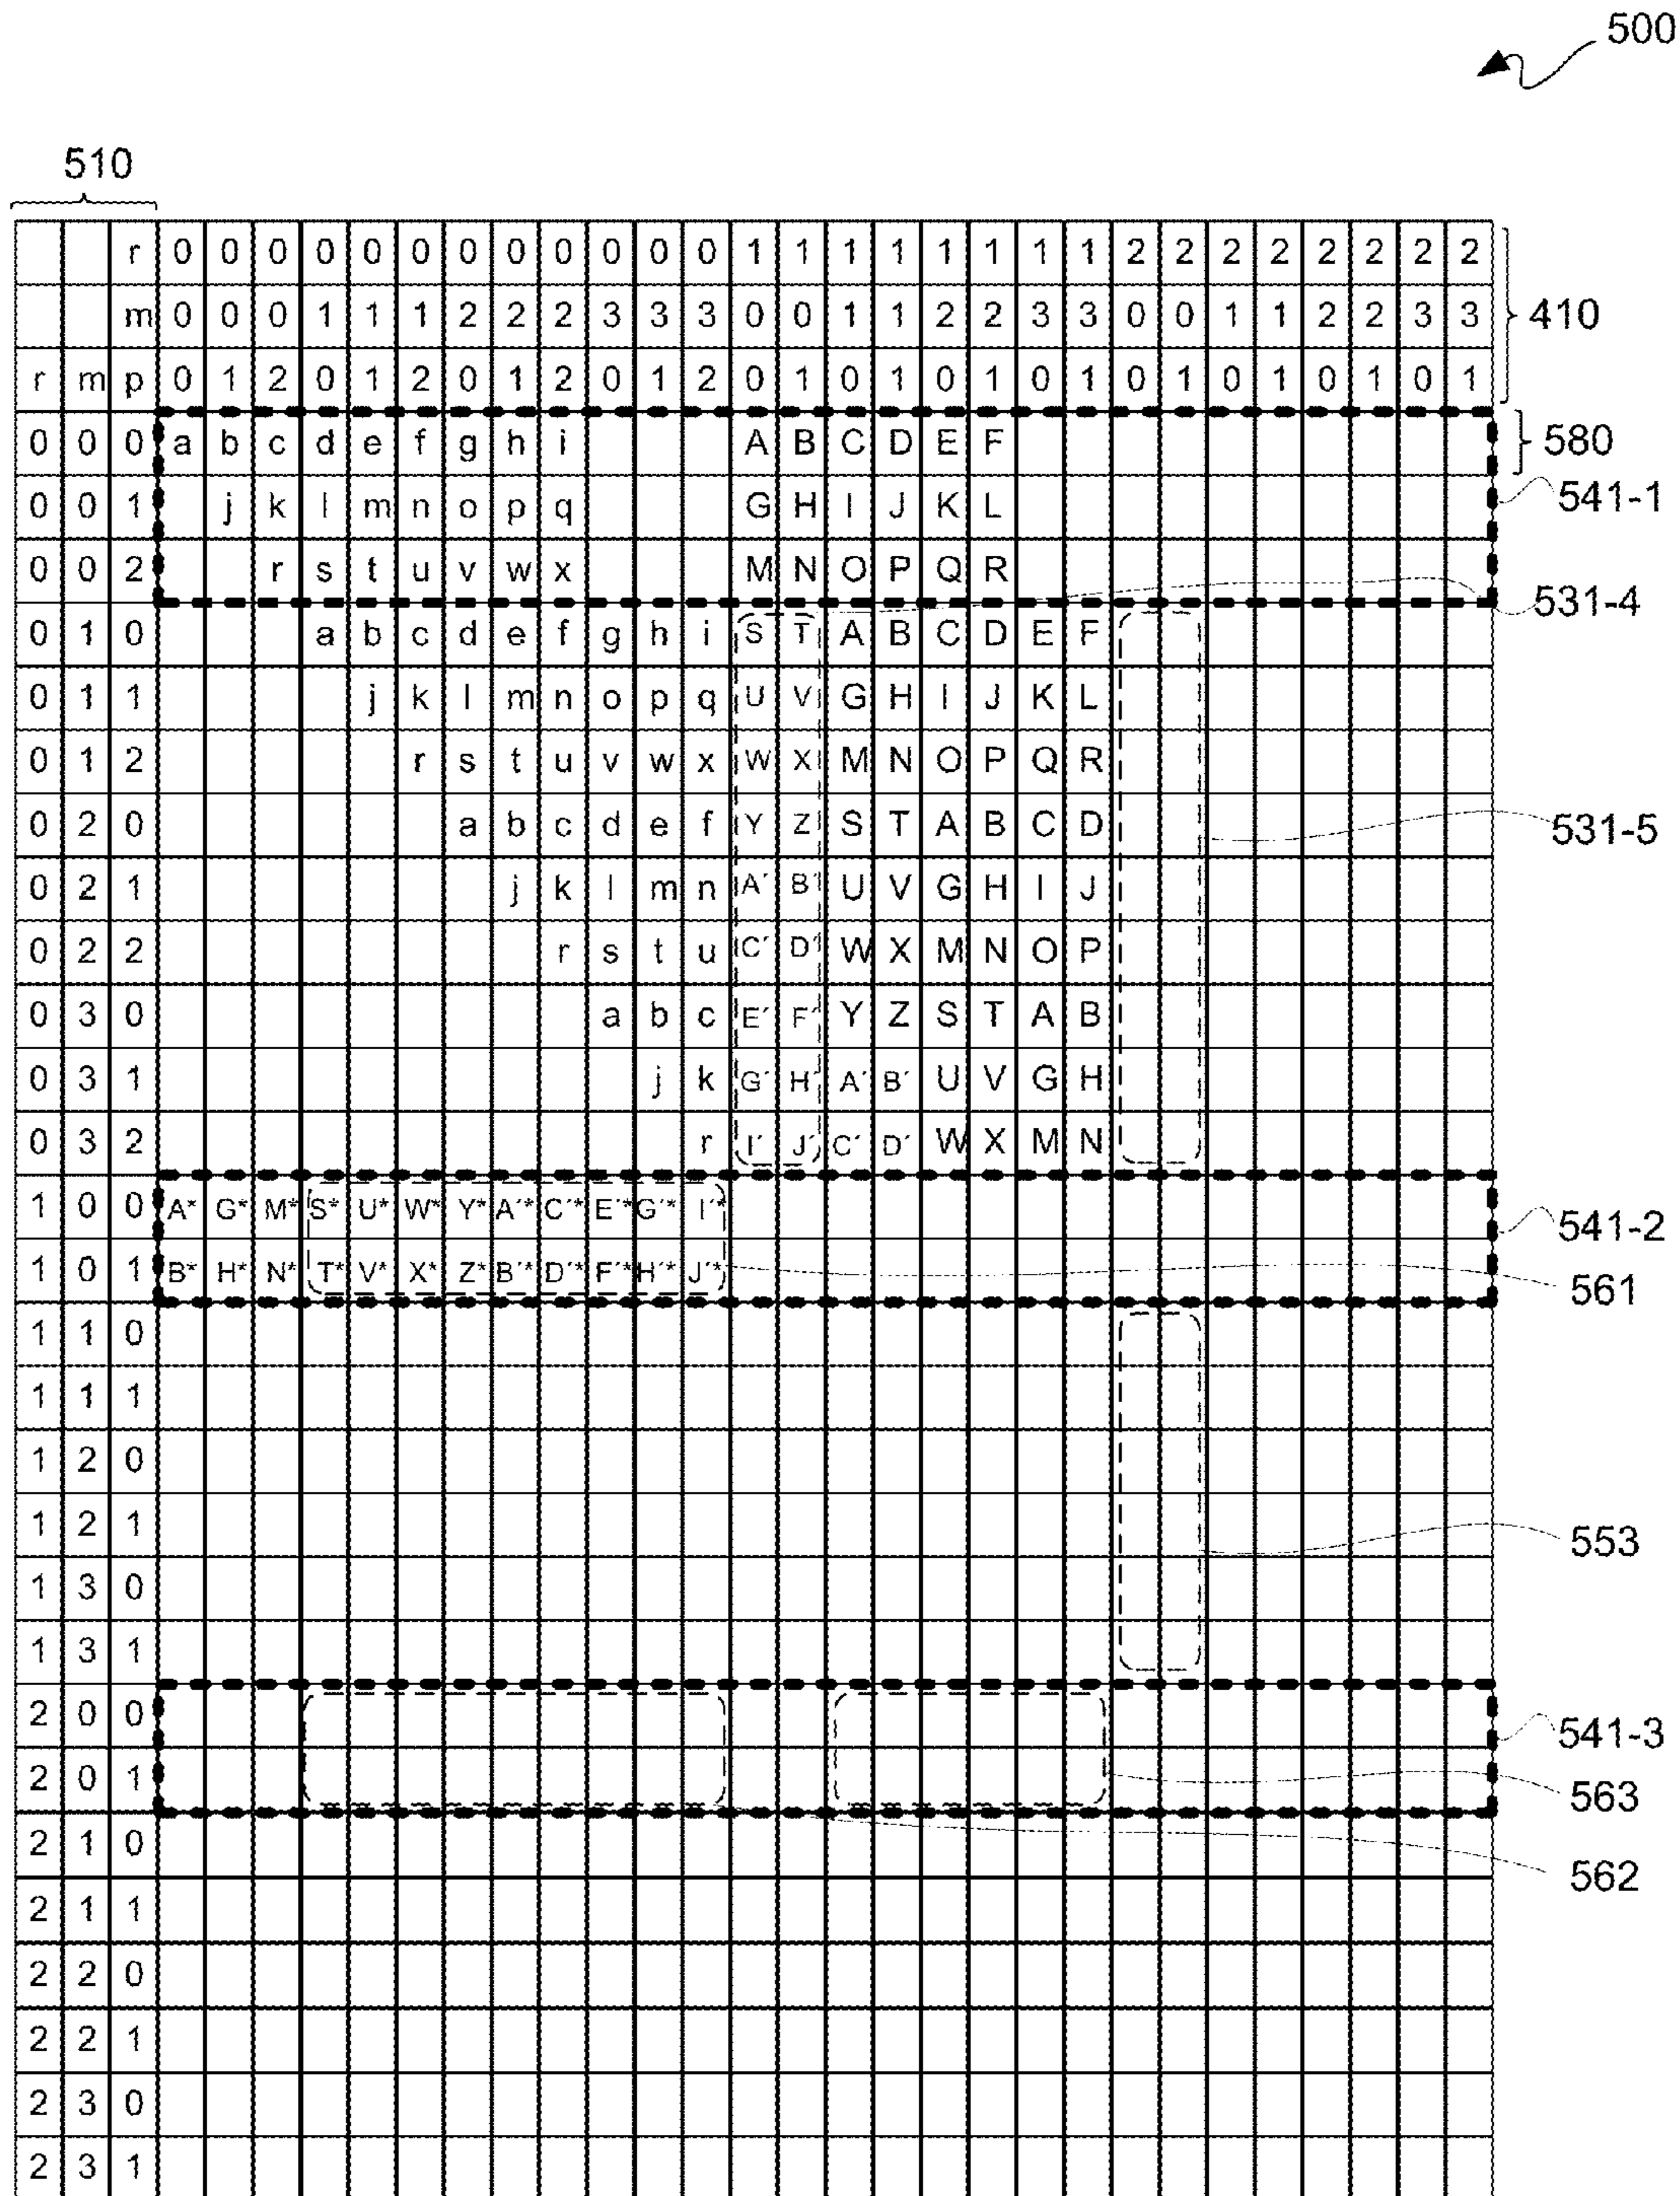 500
510
r 0 0 0 0 0 0 0 0 0 0 0 0 1 1 1 1 1 1 1 1 2 2 2 2 2 2 2 2
m 0 0 0 1 1 1 2 2 2 3 3 3 0 0 1 1 2 2 3 3 0 0 1 1 2 2 3 3 410
r m p 0 1 2 0 1 2 0 1 2 0 1 2 0 1 0 1 0 1 0 1 0 1 0 1 0 1 0 1
0 0 0 a b c d e f g h i A B C D E F 580
0 0 1 j k l m n o p q G H I J K L 541-1
0 0 2 r s t u v w x M N O P Q R
531-4
0 1 0 a b c d e f g h i S T A B C D E F
0 1 1 j k l m n o p q U V G H I J K L
0 1 2 r s t u v w x W X M N O P Q R
0 2 0 a b c d e f Y Z S T A B C D 531-5
0 2 1 j k l m n A´ B´ U V G H I J
0 2 2 r s t u C´ D´ W X M N O P
0 3 0 a b c E´ F´ Y Z S T A B
0 3 1 j k G´ H´ A´ B´ U V G H
0 3 2 r I´ J´ C´ D´ W X M N
1 0 0 A* G* M* S* U* W* Y* A´* C´* E´* G´* I´* 541-2
1 0 1 B* H* N* T* V* X* Z* B´* D´* F´* H´* J´* 561
1 1 0
1 1 1
1 2 0
1 2 1 553
1 3 0
1 3 1
2 0 0 541-3
2 0 1 563
2 1 0 562
2 1 1
2 2 0
2 2 1
2 3 0
2 3 1